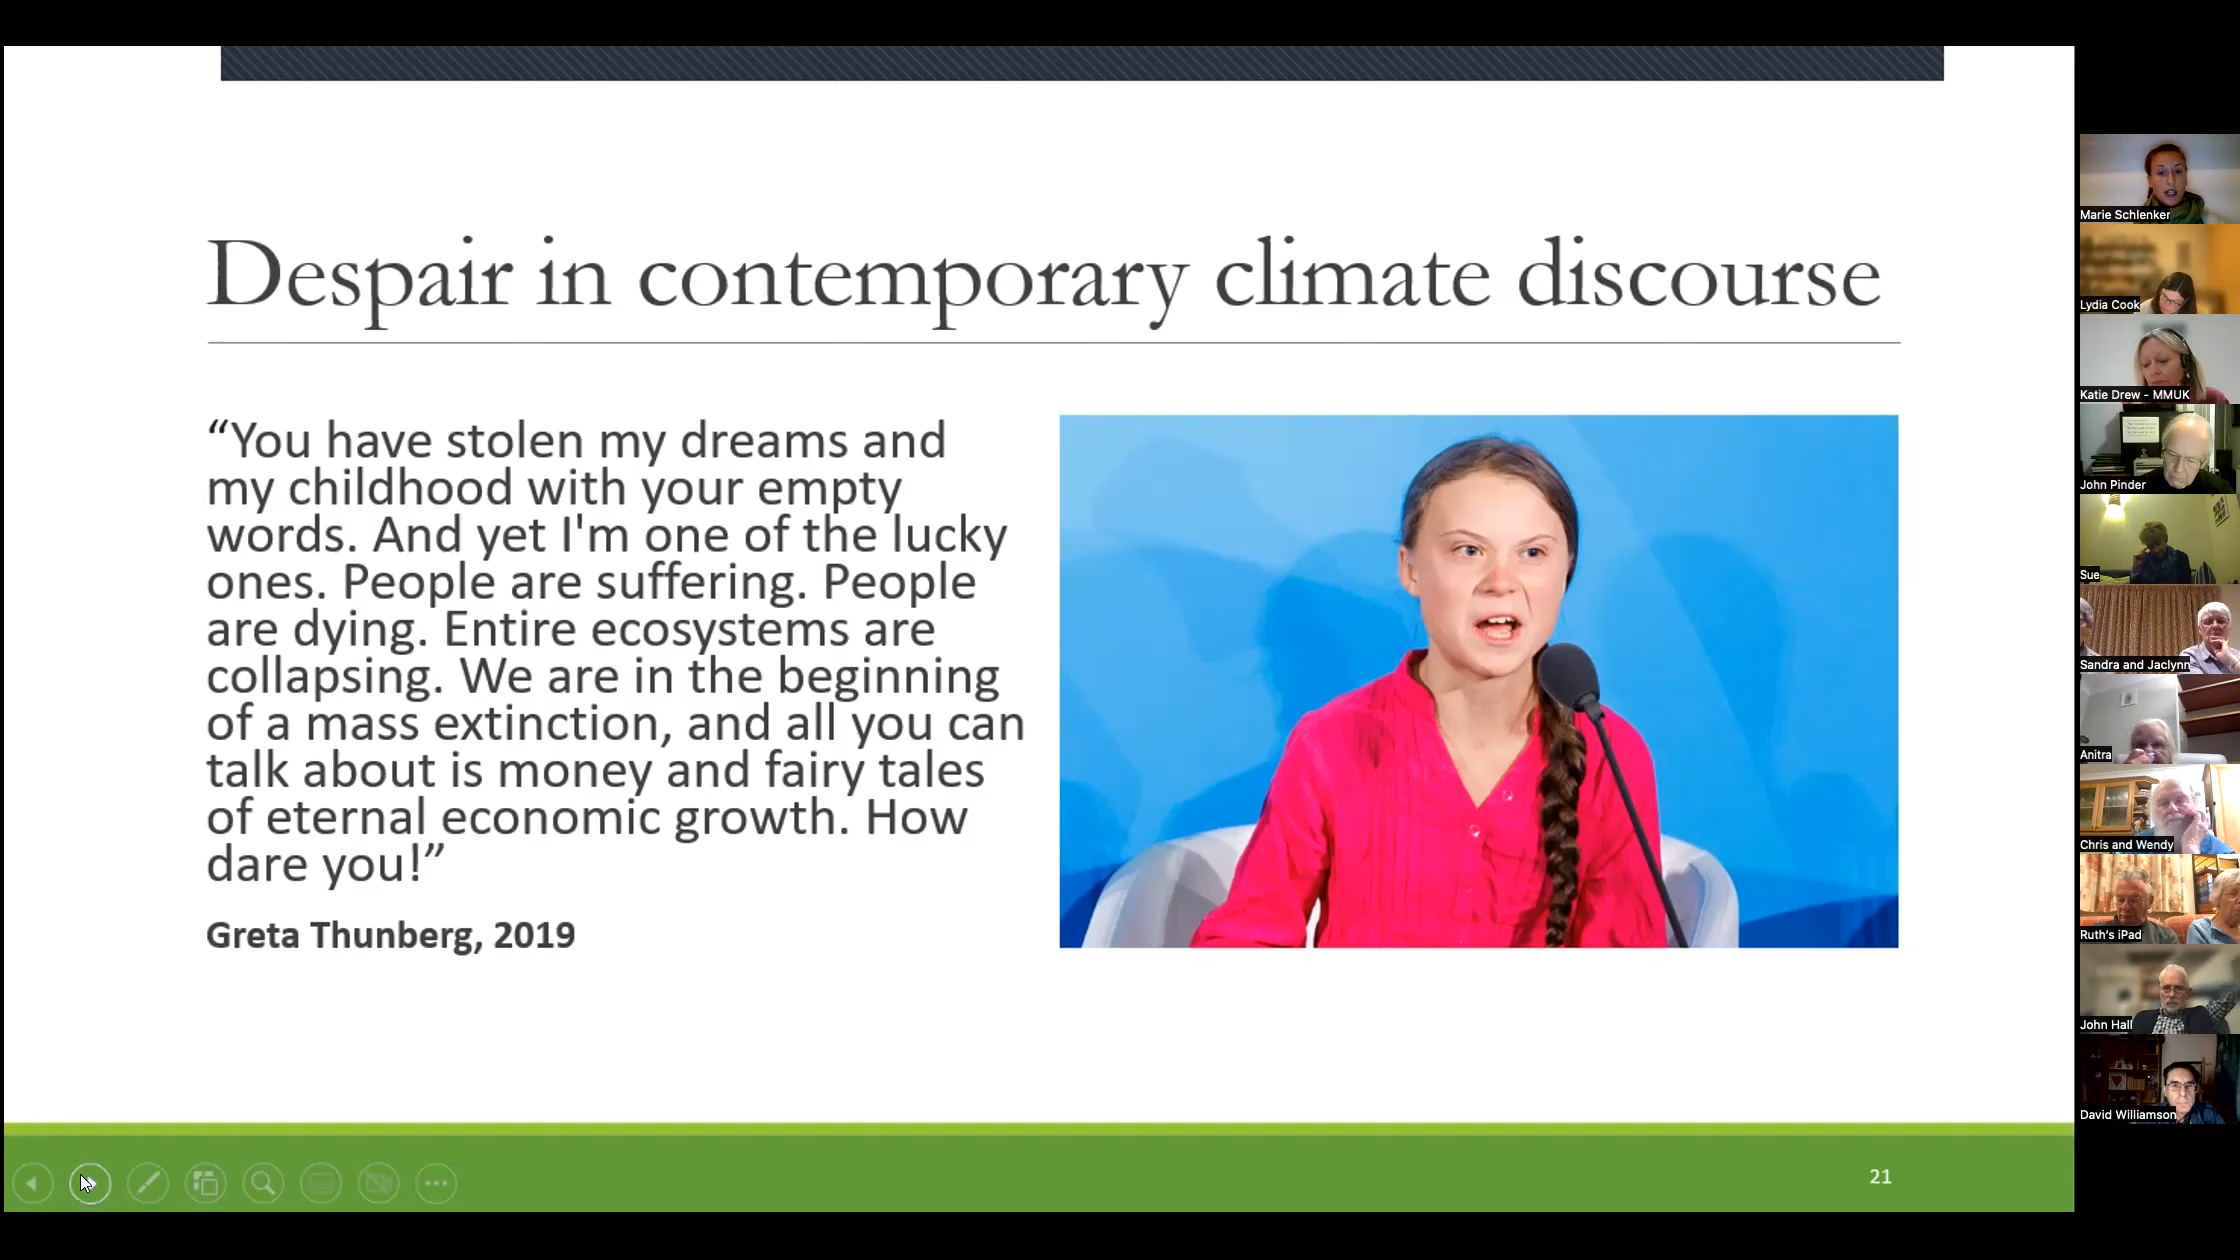 Despair in contemporary climate discourse
“You have stolen my dreams and
my childhood with your empty
words. And yet I'm one of the lucky
ones. People are suffering. People
are dying. Entire ecosystems are
collapsing. We are in the beginning
of a mass extinction, and all you can
talk about is money and fairy tales
of eternal economic growth. How
dare you!”
Greta Thunberg, 2019
21
Marie Schlenker
Lydia Cook
Katie Drew - MMUK
John Pinder
Sue
Sandra and Jaclynn
Anitra
Chris and Wendy
Ruth's iPad
John Hall
David Williamson